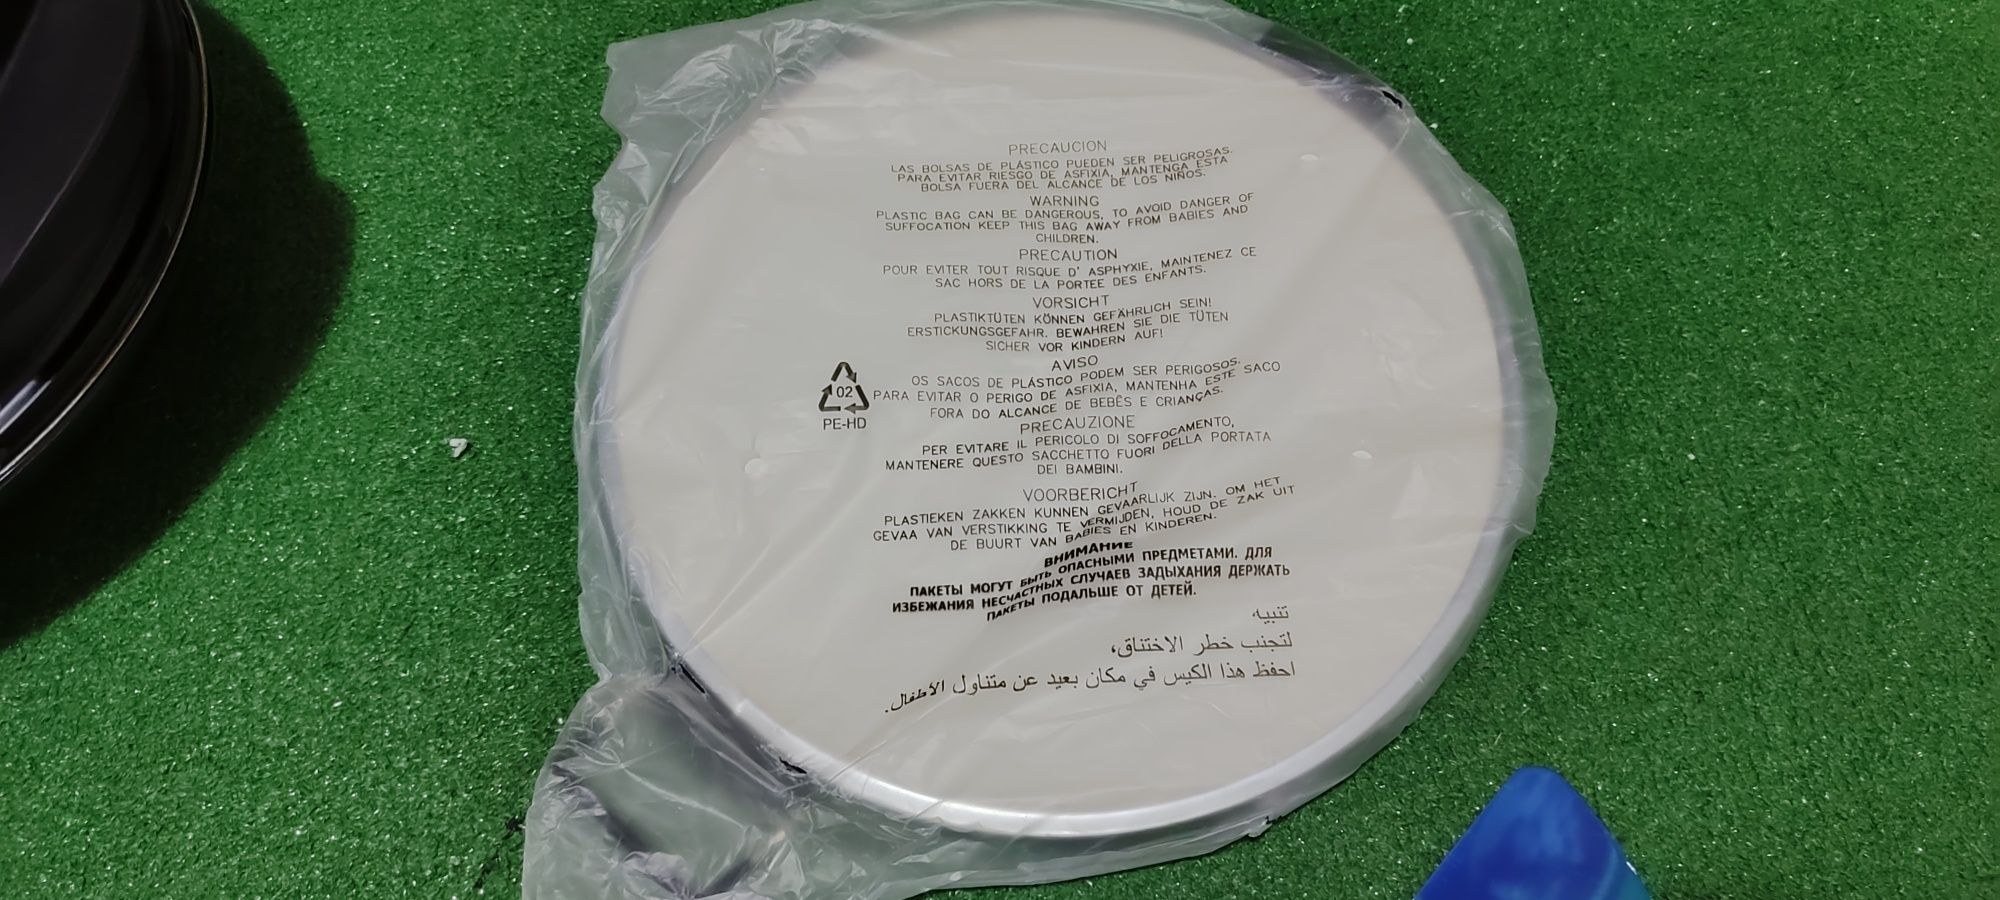 PRECAUCION
LAS BOLSAS DE PLÁSTICO PUEDEN SER PELIGROSAS.
PARA EVITAR RIESGO DE ASFIXIA, MANTENGA ESTA
BOLSA FUERA DEL ALCANCE DE LOS NIÑOS.
WARNING
PLASTIC BAG CAN BE DANGEROUS, TO AVOID DANGER OF
SUFFOCATION KEEP THIS BAG AWAY FROM BABIES AND
CHILDREN.
PRECAUTION
POUR EVITER TOUT RISQUE D' ASPHYXIE, MAINTENEZ CE
SAC HORS DE LA PORTEE DES ENFANTS.
VORSICHT
PLASTIKTÜTEN KÖNNEN GEFÄHRLICH SEIN!
ERSTICKUNGSGEFAHR. BEWAHREN SIE DIE TÜTEN
SICHER VOR KINDERN AUF!
AVISO
OS SACOS DE PLÁSTICO PODEM SER PERIGOSOS.
PARA EVITAR O PERIGO DE ASFIXIA, MANTENHA ESTE SACO
FORA DO ALCANCE DE BEBÊS E CRIANÇAS.
02
PE-HD
PRECAUZIONE
PER EVITARE IL PERICOLO DI SOFFOCAMENTO,
MANTENERE QUESTO SACCHETTO FUORI DELLA PORTATA
DEI BAMBINI.
VOORBERICHT
PLASTIEKEN ZAKKEN KUNNEN GEVAARLIJK ZIJN. OM HET
GEVAA VAN VERSTIKKING TE VERMIJDEN, HOUD DE ZAK UIT
DE BUURT VAN BABIES EN KINDEREN.
ВНИМАНИЕ
ПАКЕТЫ МОГУТ БЫТЬ ОПАСНЫМИ ПРЕДМЕТАМИ. ДЛЯ
ИЗБЕЖАНИЯ НЕСЧАСТНЫХ СЛУЧАЕВ ЗАДЫХАНИЯ ДЕРЖАТЬ
ПАКЕТЫ ПОДАЛЬШЕ ОТ ДЕТЕЙ.
تنبيه
لتجنب خطر الاختناق،
احفظ هذا الكيس في مكان بعيد عن متناول الأطفال.